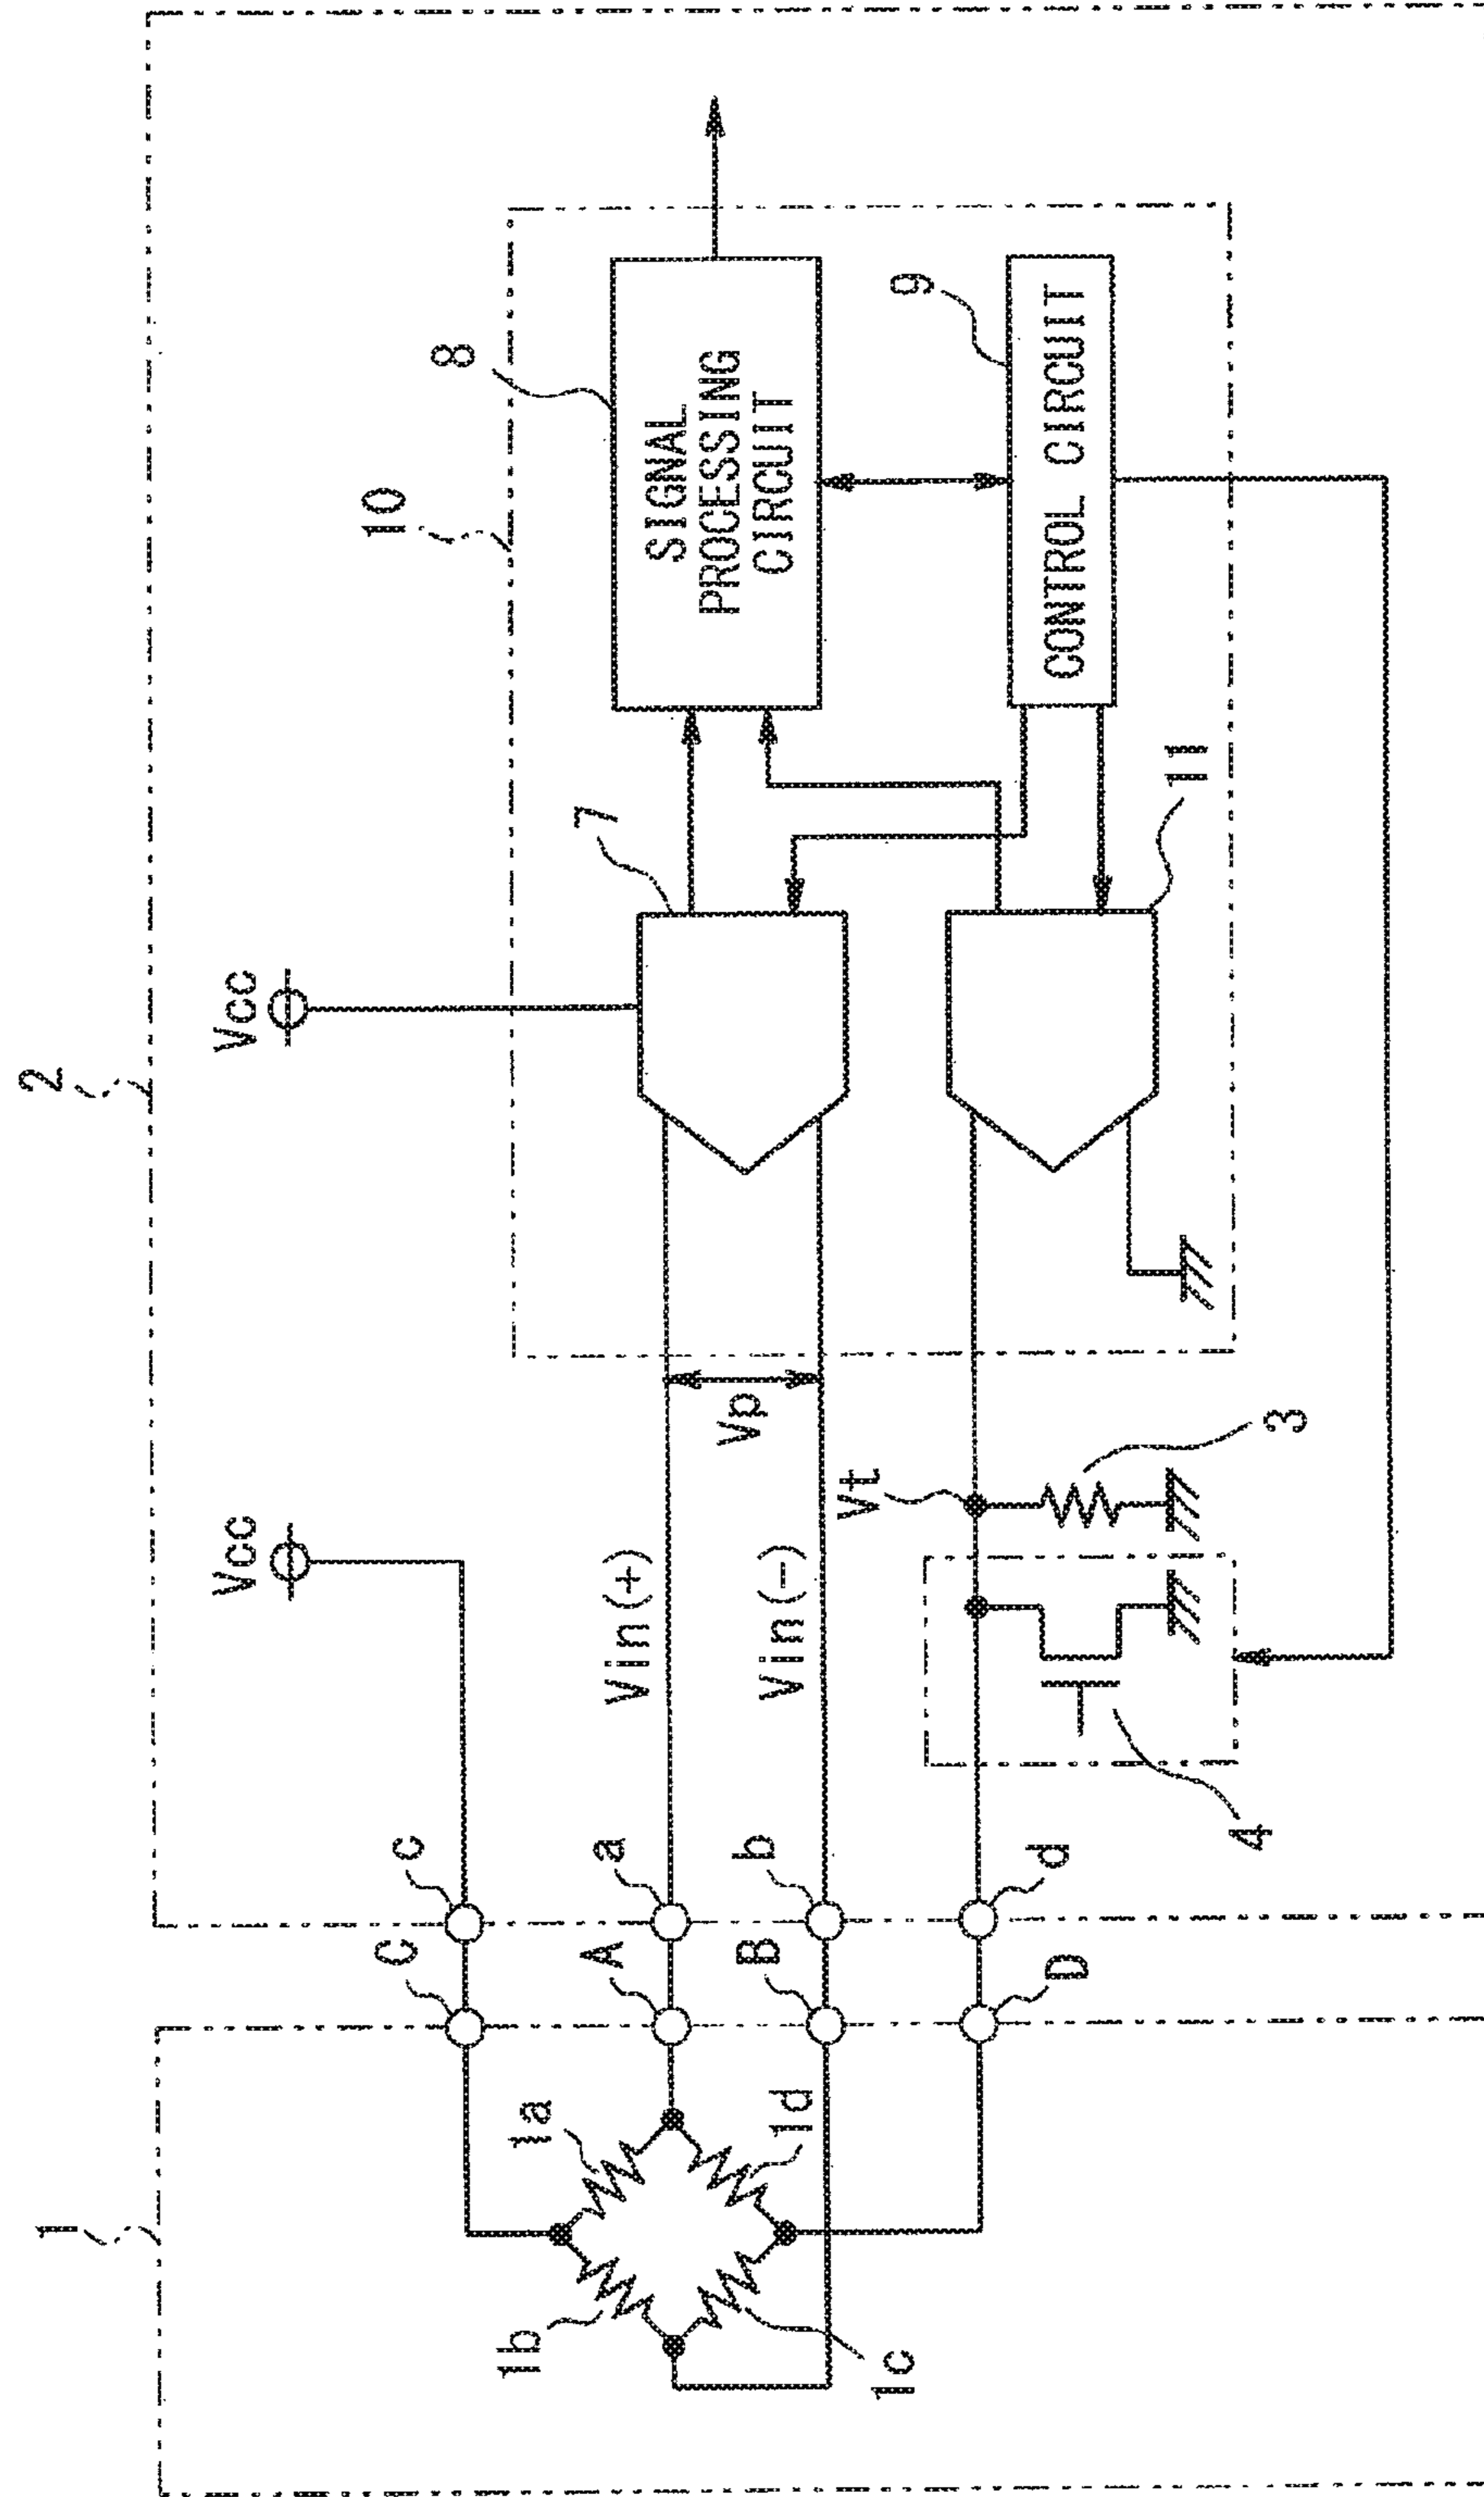 2
1
10
Vcc
Vcc
8
SIGNAL
PROCESSING
CIRCUIT
7
9
CONTROL CIRCUIT
11
C
c
A
a
Vin(+)
Vp
B
b
Vin(-)
D
d
Vt
3
4
1a
1b
1c
1d